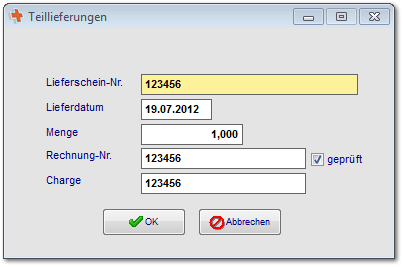 Teillieferungen
Lieferschein-Nr. 123456
Lieferdatum 19.07.2012
Menge 1,000
Rechnung-Nr. 123456 geprüft
Charge 123456
OK Abbrechen